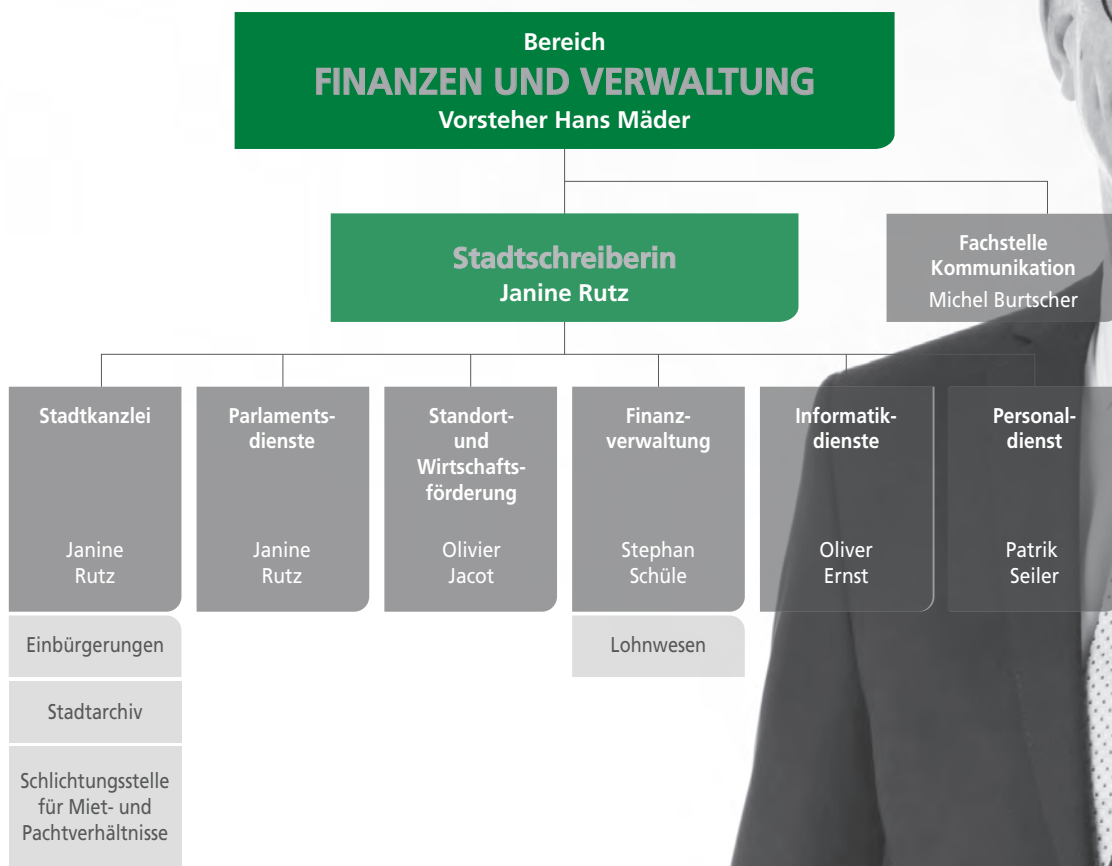 Bereich
FINANZEN UND VERWALTUNG
Vorsteher Hans Mäder
Stadtschreiberin
Janine Rutz
Fachstelle
Kommunikation
Michel Burtscher
Stadtkanzlei
Janine
Rutz
Parlaments-
dienste
Janine
Rutz
Standort-
und
Wirtschafts-
förderung
Olivier
Jacot
Finanz-
verwaltung
Stephan
Schüle
Informatik-
dienste
Oliver
Ernst
Personal-
dienst
Patrik
Seiler
Einbürgerungen
Stadtarchiv
Schlichtungsstelle
für Miet- und
Pachtverhältnisse
Lohnwesen